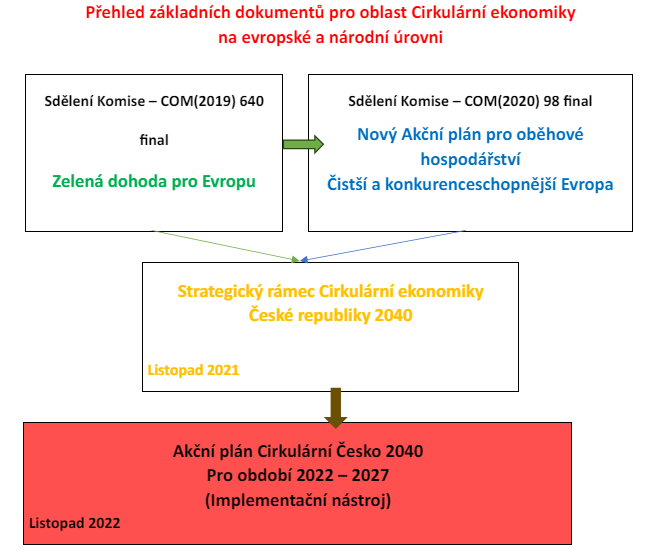 Přehled základních dokumentů pro oblast Cirkulární ekonomiky
na evropské a národní úrovni
Sdělení Komise – COM(2019) 640
final
Zelená dohoda pro Evropu
Sdělení Komise – COM(2020) 98 final
Nový Akční plán pro oběhové
hospodářství
Čistší a konkurenceschopnější Evropa
Strategický rámec Cirkulární ekonomiky
České republiky 2040
Listopad 2021
Akční plán Cirkulární Česko 2040
Pro období 2022 – 2027
(Implementační nástroj)
Listopad 2022